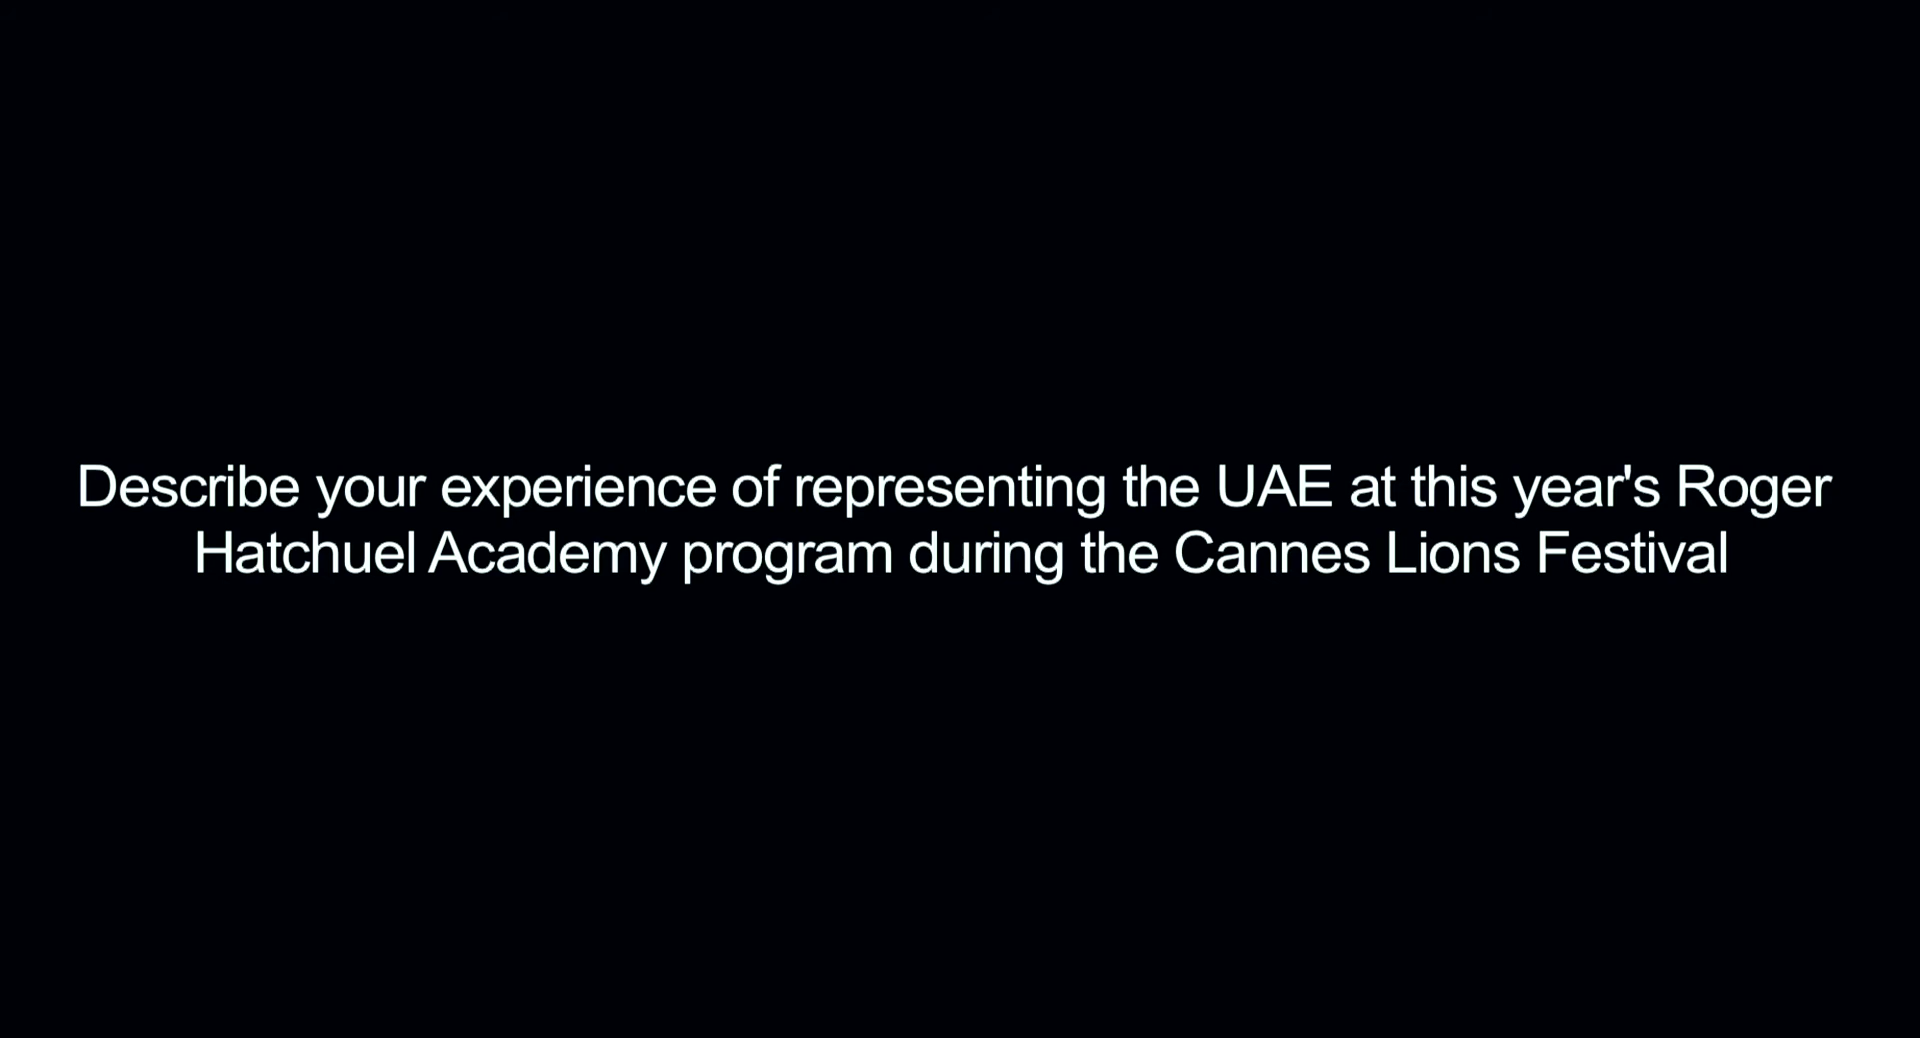 Describe your experience of representing the UAE at this year's Roger
Hatchuel Academy program during the Cannes Lions Festival